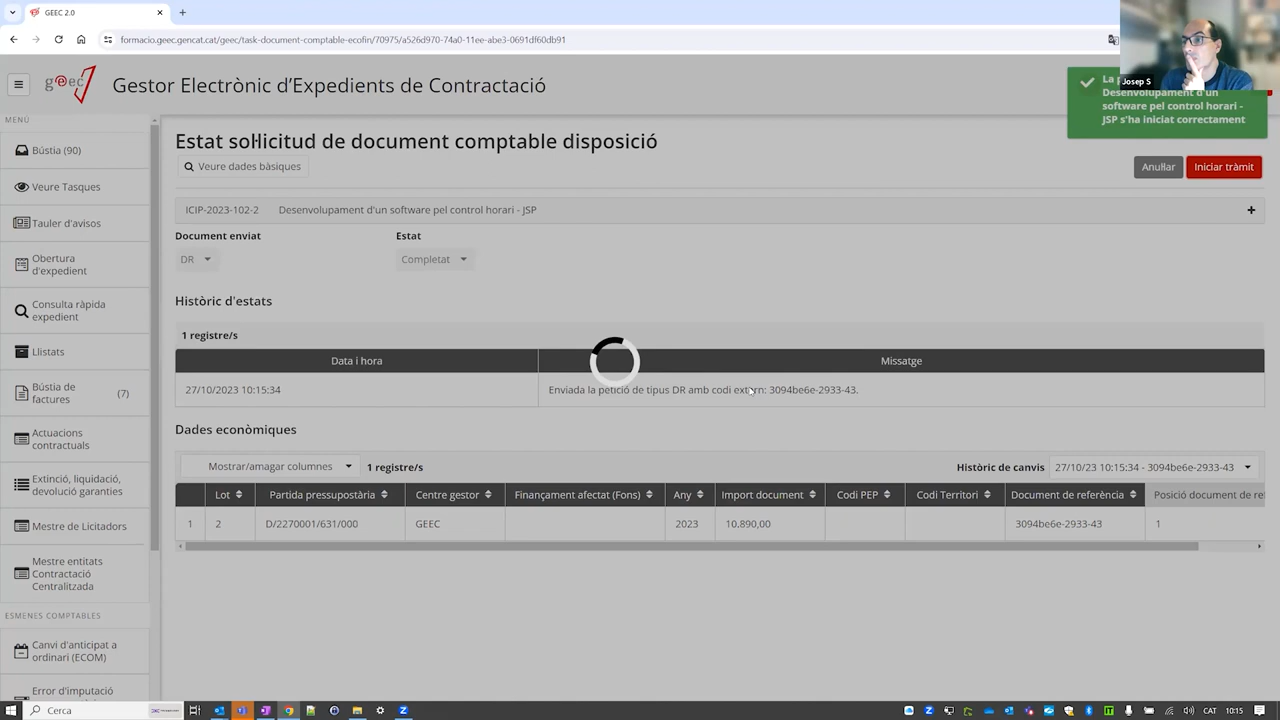 GEEC 2.0
formacio.geec.gencat.cat/geec/task-document-comptable-ecofin/70975/a526d970-74a0-11ee-abe3-0691df60db91
Josep S
geec
Gestor Electrònic d'Expedients de Contractació
La
Desenvolupament d'un
software pel control horari -
JSP s'ha iniciat correctament
MENÚ
Bústia (90)
Veure Tasques
Tauler d'avisos
Obertura
d'expedient
Consulta ràpida
expedient
Llistats
Bústia de
factures
(7)
Actuacions
contractuals
Extinció, liquidació,
devolució garanties
Mestre de Licitadors
Mestre entitats
Contractació
Centralitzada
ESMENES COMPTABLES
Canvi d'anticipat a
ordinari (ECOM)
Error d'imputació
Estat sol·licitud de document comptable disposició
Veure dades bàsiques
Anul·lar
Iniciar tràmit
ICIP-2023-102-2 Desenvolupament d'un software pel control horari - JSP
Document enviat Estat
DR Completat
Històric d'estats
1 registre/s
Data i hora Missatge
27/10/2023 10:15:34 Enviada la petició de tipus DR amb codi extern: 3094be6e-2933-43.
Dades econòmiques
Mostrar/amagar columnes 1 registre/s Històric de canvis 27/10/23 10:15:34 - 3094be6e-2933-43
Lot Partida pressupostària Centre gestor Finançament afectat (Fons) Any Import document Codi PEP Codi Territori Document de referència Posició document de ref
1 2 D/2270001/631/000 GEEC 2023 10.890,00 3094be6e-2933-43 1
Cerca
CAT 10:15